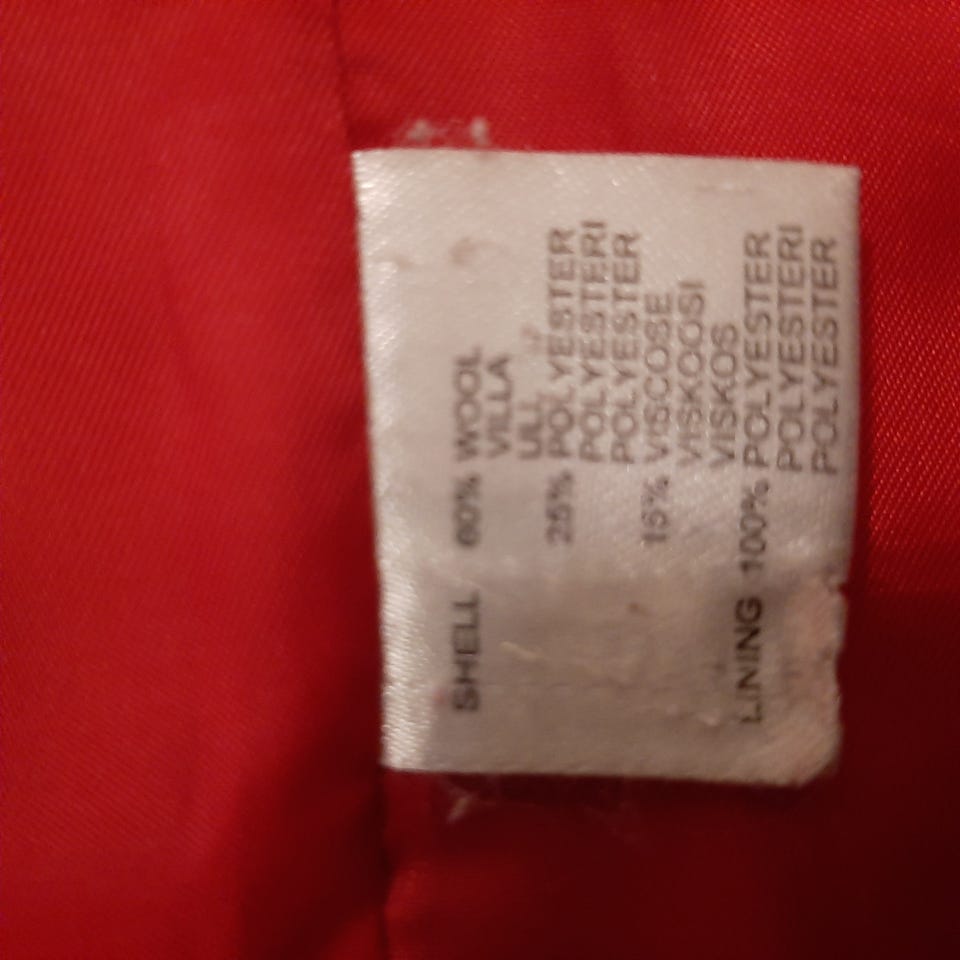 SHELL 60% WOOL
VILLA
ULL
25% POLYESTER
POLYESTERI
POLYESTER
15% VISCOSE
VISKOOSI
VISKOS
LINING 100% POLYESTER
POLYESTERI
POLYESTER